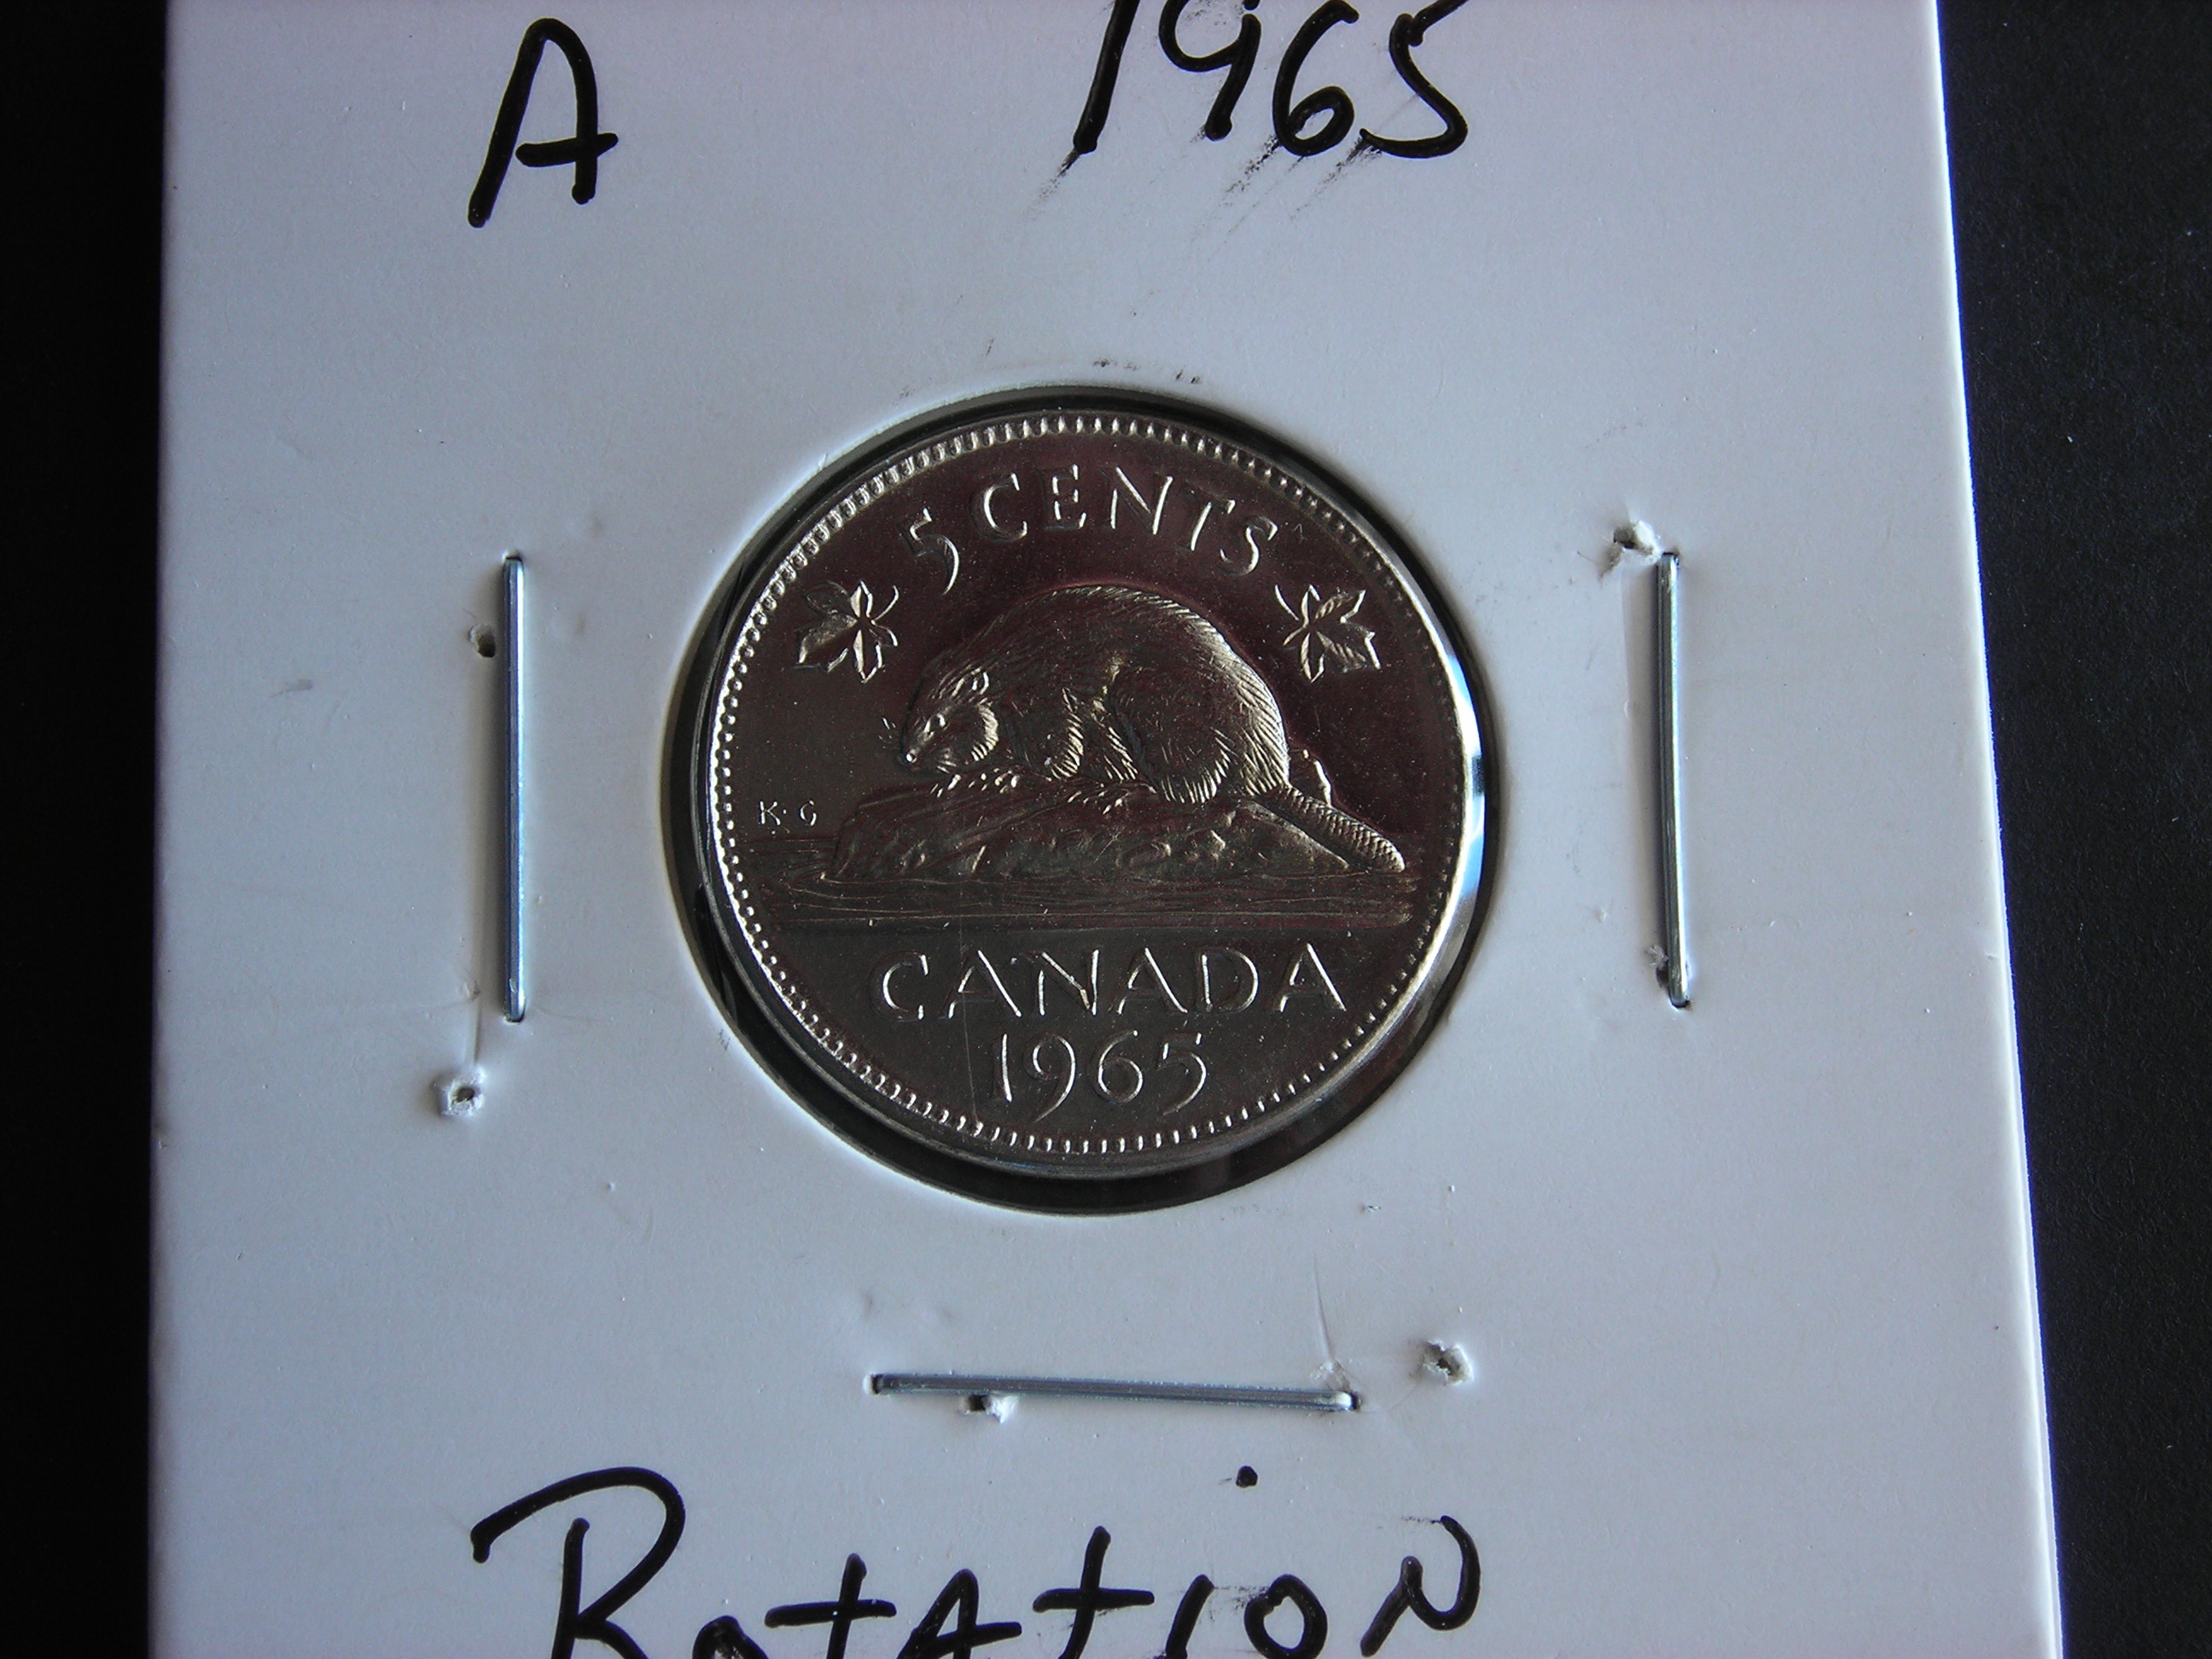 A 1965
5 CENTS
K·G
CANADA
1965
RotAtioN